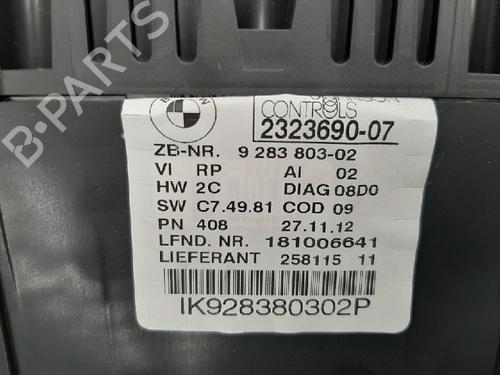 CONTROLS
2323690-07
ZB-NR. 9 283 803-02
VI RP AI 02
HW 2C DIAG 08D0
SW C7.49.81 COD 09
PN 408 27.11.12
LFND. NR. 181006641
LIEFERANT 258115 11
IK928380302P